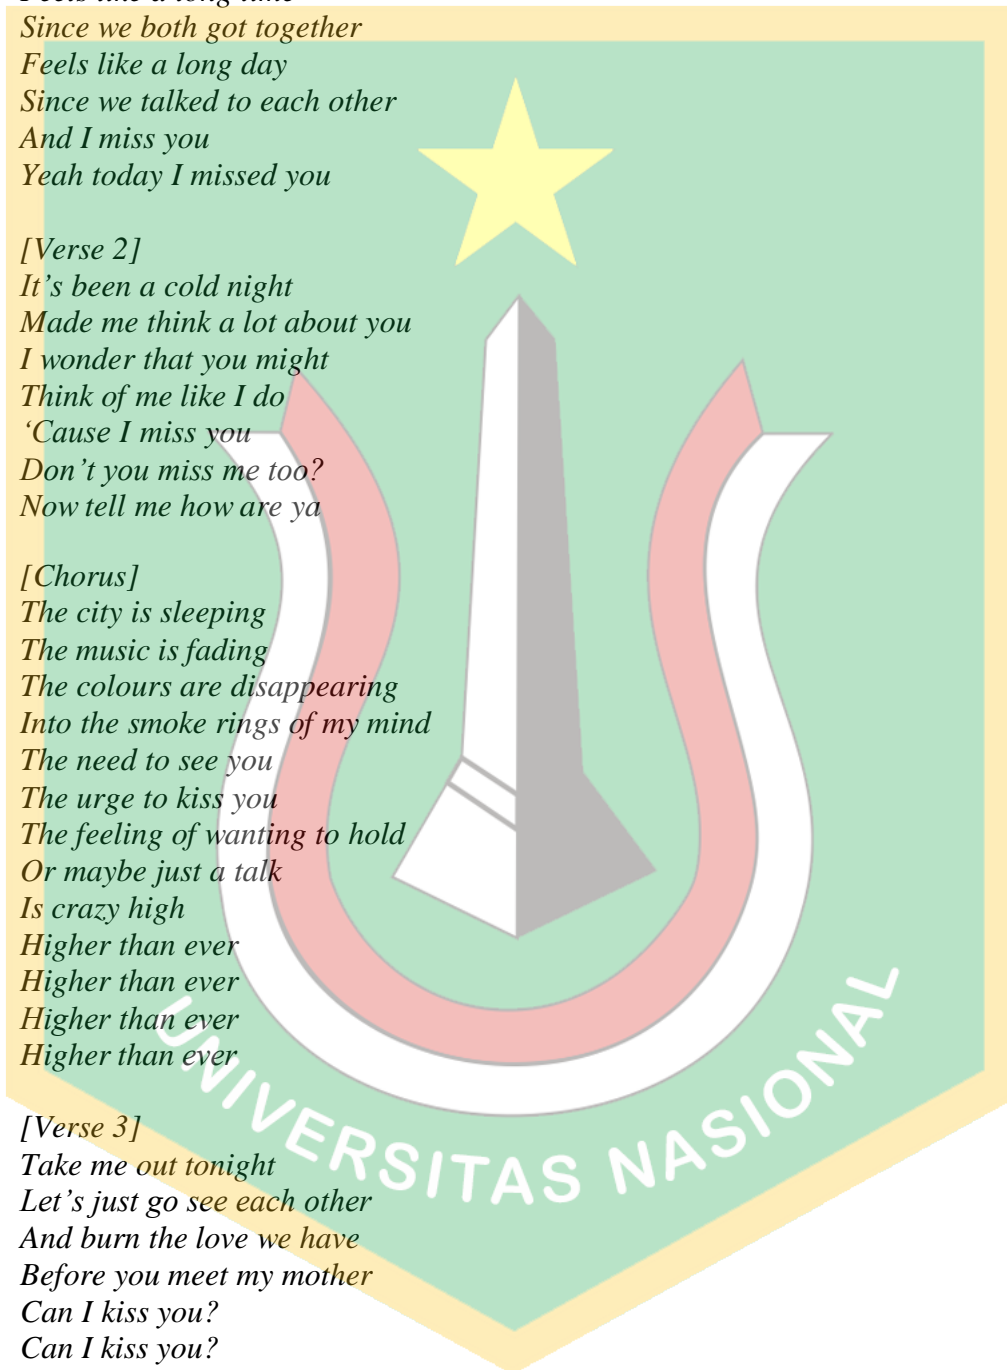 Since we both got together
Feels like a long day
Since we talked to each other
And I miss you
Yeah today I missed you
[Verse 2]
It's been a cold night
Made me think a lot about you
I wonder that you might
Think of me like I do
‘Cause I miss you
Don't you miss me too?
Now tell me how are ya
[Chorus]
The city is sleeping
The music is fading
The colours are disappearing
Into the smoke rings of my mind
The need to see you
The urge to kiss you
The feeling of wanting to hold
Or maybe just a talk
Is crazy high
Higher than ever
Higher than ever
Higher than ever
Higher than ever
[Verse 3]
Take me out tonight
Let's just go see each other
And burn the love we have
Before you meet my mother
Can I kiss you?
Can I kiss you?
UNIVERSITAS NASIONAL